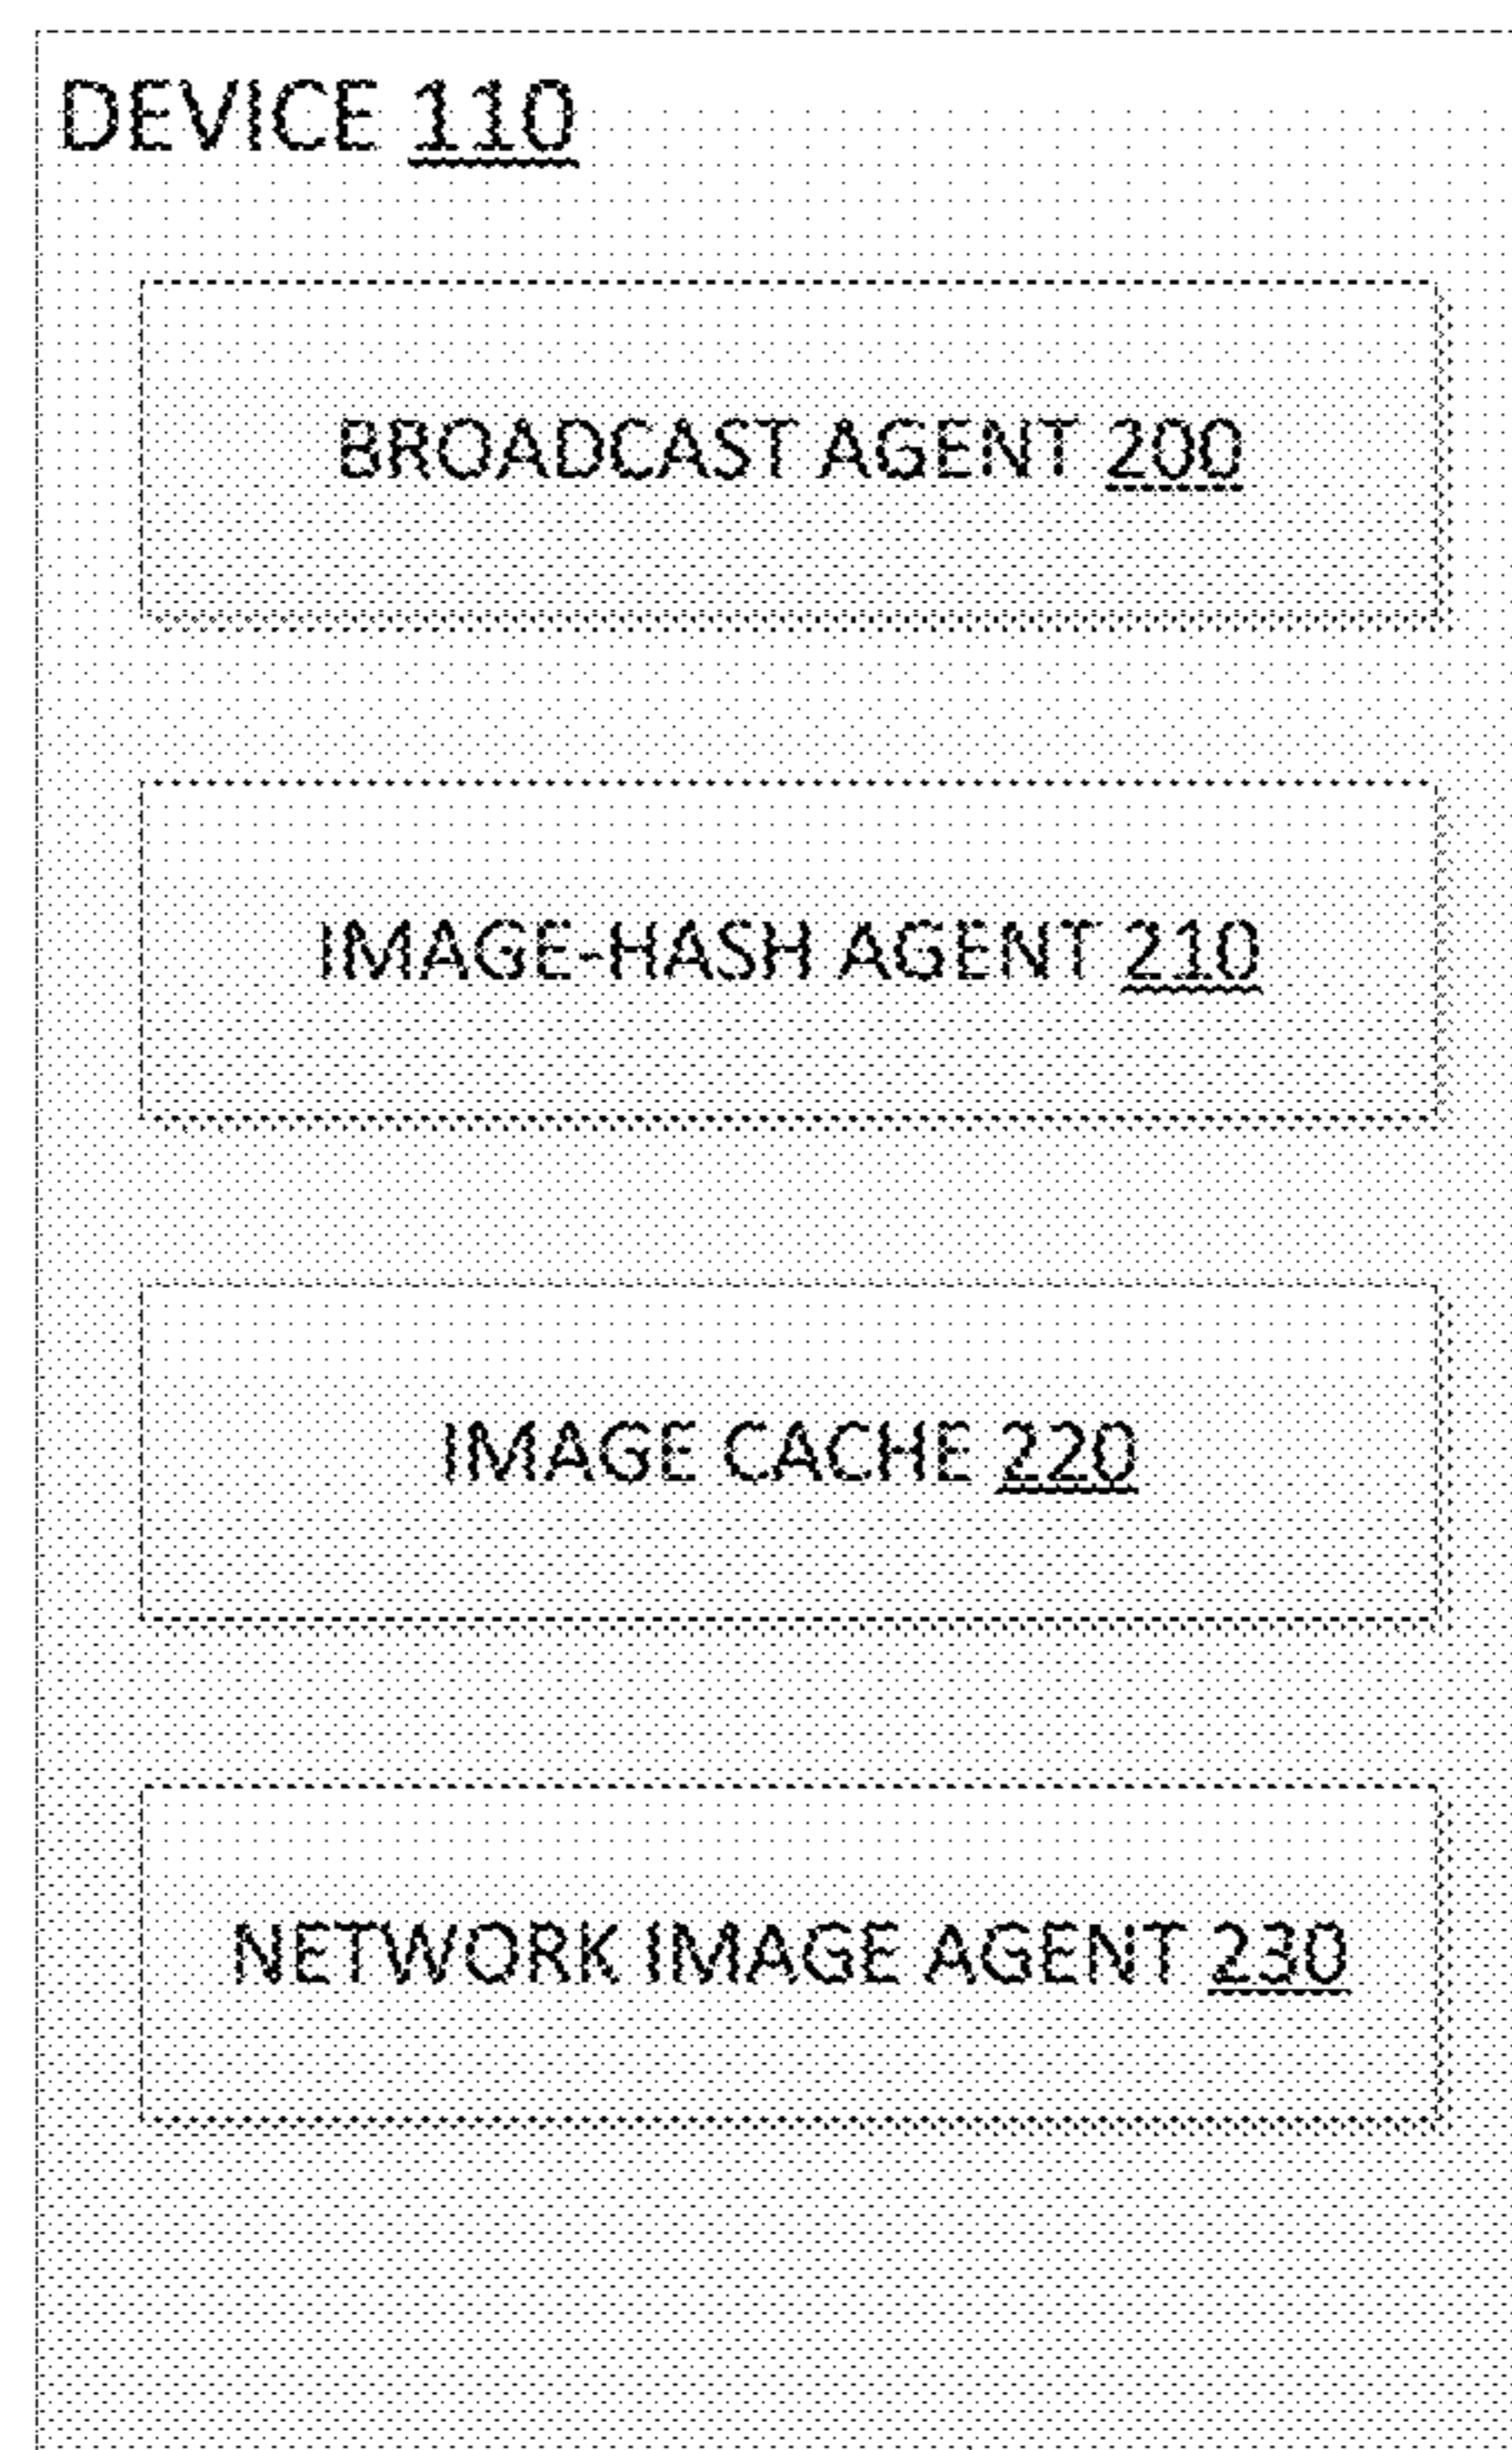 DEVICE 110
BROADCAST AGENT 200
IMAGE-HASH AGENT 210
IMAGE CACHE 220
NETWORK IMAGE AGENT 230